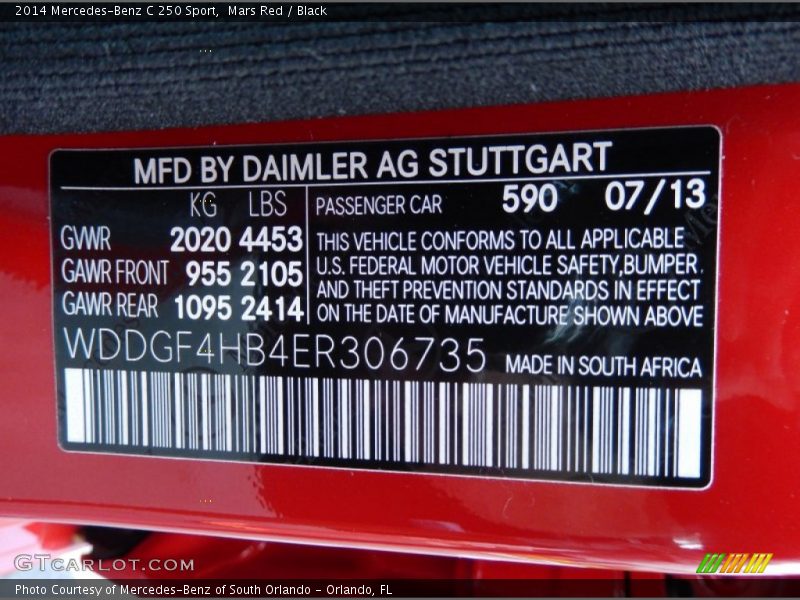 2014 Mercedes-Benz C 250 Sport,  Mars Red / Black
MFD BY DAIMLER AG STUTTGART
KG LBS
PASSENGER CAR 590 07/13
GVWR 2020 4453
GAWR FRONT 955 2105
GAWR REAR 1095 2414
THIS VEHICLE CONFORMS TO ALL APPLICABLE
U.S. FEDERAL MOTOR VEHICLE SAFETY, BUMPER
AND THEFT PREVENTION STANDARDS IN EFFECT
ON THE DATE OF MANUFACTURE SHOWN ABOVE
WDDGF4HB4ER306735 MADE IN SOUTH AFRICA
GTCARLOT.COM
Photo Courtesy of Mercedes-Benz of South Orlando - Orlando, FL